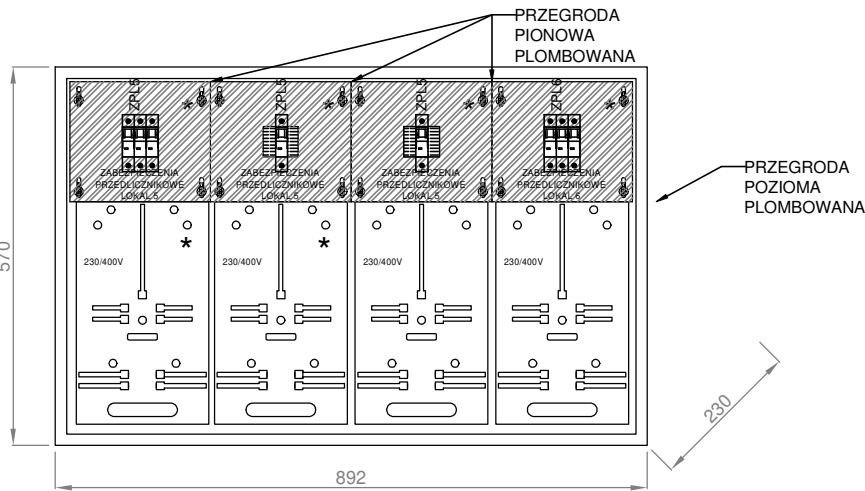 PRZEGRODA
PIONOWA
PLOMBOWANA
ZPL5
*
ZPL5
*
ZPL5
*
ZPL6
*
ZABEZPIECZENIA
PRZEDLICZNIKOWE
LOKAL 5
ZABEZPIECZENIA
PRZEDLICZNIKOWE
LOKAL 5
ZABEZPIECZENIA
PRZEDLICZNIKOWE
LOKAL 5
ZABEZPIECZENIA
PRZEDLICZNIKOWE
LOKAL 6
PRZEGRODA
POZIOMA
PLOMBOWANA
*
*
230/400V
230/400V
230/400V
230/400V
570
892
230